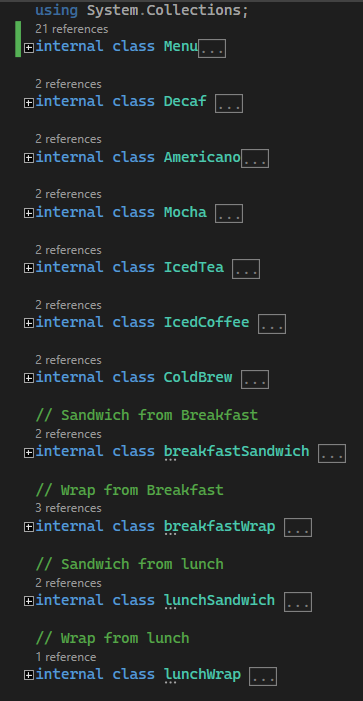 using System.Collections;
21 references
internal class Menu...
2 references
internal class Decaf ...
2 references
internal class Americano...
2 references
internal class Mocha ...
2 references
internal class IcedTea ...
2 references
internal class IcedCoffee ...
2 references
internal class ColdBrew ...
// Sandwich from Breakfast
2 references
internal class breakfastSandwich ...
// Wrap from Breakfast
3 references
internal class breakfastWrap ...
// Sandwich from lunch
2 references
internal class lunchSandwich ...
// Wrap from lunch
1 reference
internal class lunchWrap ...